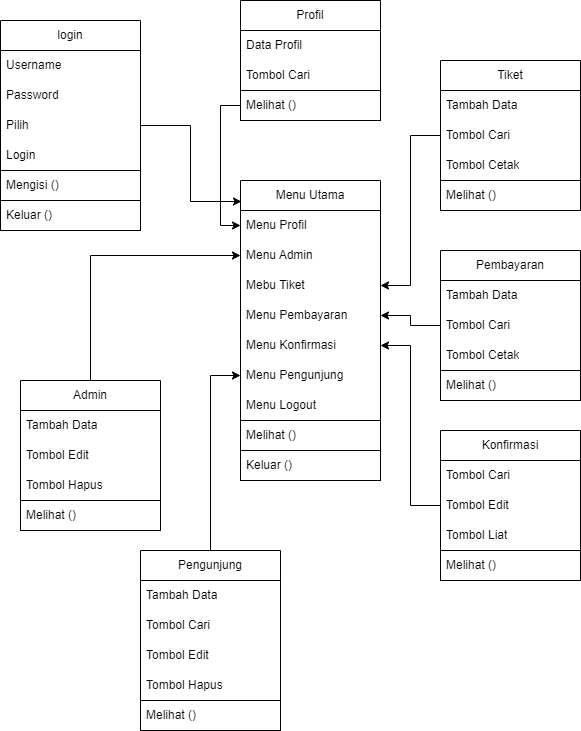 login
Username
Password
Pilih
Login
Mengisi ()
Keluar ()
Profil
Data Profil
Tombol Cari
Melihat ()
Tiket
Tambah Data
Tombol Cari
Tombol Cetak
Melihat ()
Menu Utama
Menu Profil
Menu Admin
Mebu Tiket
Menu Pembayaran
Menu Konfirmasi
Menu Pengunjung
Menu Logout
Melihat ()
Keluar ()
Pembayaran
Tambah Data
Tombol Cari
Tombol Cetak
Melihat ()
Admin
Tambah Data
Tombol Edit
Tombol Hapus
Melihat ()
Konfirmasi
Tombol Cari
Tombol Edit
Tombol Liat
Melihat ()
Pengunjung
Tambah Data
Tombol Cari
Tombol Edit
Tombol Hapus
Melihat ()